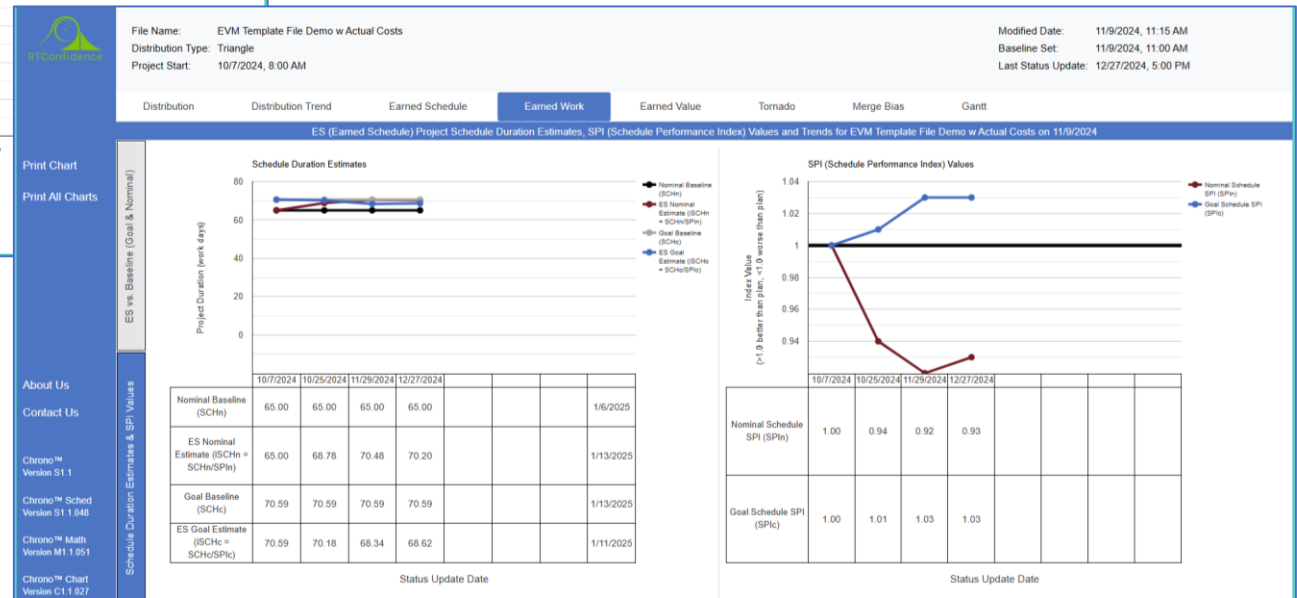 RTConfidence
File Name: EVM Template File Demo w Actual Costs
Distribution Type: Triangle
Project Start: 10/7/2024, 8:00 AM
Modified Date: 11/9/2024, 11:15 AM
Baseline Set: 11/9/2024, 11:00 AM
Last Status Update: 12/27/2024, 5:00 PM
Distribution Distribution Trend Earned Schedule Earned Work Earned Value Tornado Merge Bias Gantt
ES (Earned Schedule) Project Schedule Duration Estimates, SPI (Schedule Performance Index) Values and Trends for EVM Template File Demo w Actual Costs on 11/9/2024
Print Chart
Print All Charts
About Us
Contact Us
Chrono™
Version S1.1
Chrono™ Sched
Version S1.1.048
Chrono™ Math
Version M1.1.051
Chrono™ Chart
Version C1.1.027
ES vs. Baseline (Goal & Nominal)
Schedule Duration Estimates & SPI Values
Schedule Duration Estimates
Project Duration (work days)
80
60
40
20
0
Nominal Baseline
(SCHn)
ES Nominal
Estimate (iSCHn
= SCHn/SPIn)
Goal Baseline
(SCHc)
ES Goal
Estimate (iSCHc
= SCHc/SPIc)
10/7/2024 10/25/2024 11/29/2024 12/27/2024
Nominal Baseline
(SCHn)
65.00 65.00 65.00 65.00 1/6/2025
ES Nominal
Estimate (iSCHn =
SCHn/SPIn)
65.00 68.78 70.48 70.20 1/13/2025
Goal Baseline
(SCHc)
70.59 70.59 70.59 70.59 1/13/2025
ES Goal Estimate
(iSCHc =
SCHc/SPIc)
70.59 70.18 68.34 68.62 1/11/2025
Status Update Date
SPI (Schedule Performance Index) Values
Index Value
(>1.0 better than plan, <1.0 worse than plan)
1.04
1.02
1
0.98
0.96
0.94
Nominal Schedule
SPI (SPIn)
Goal Schedule SPI
(SPIc)
10/7/2024 10/25/2024 11/29/2024 12/27/2024
Nominal Schedule
SPI (SPIn)
1.00 0.94 0.92 0.93
Goal Schedule SPI
(SPIc)
1.00 1.01 1.03 1.03
Status Update Date